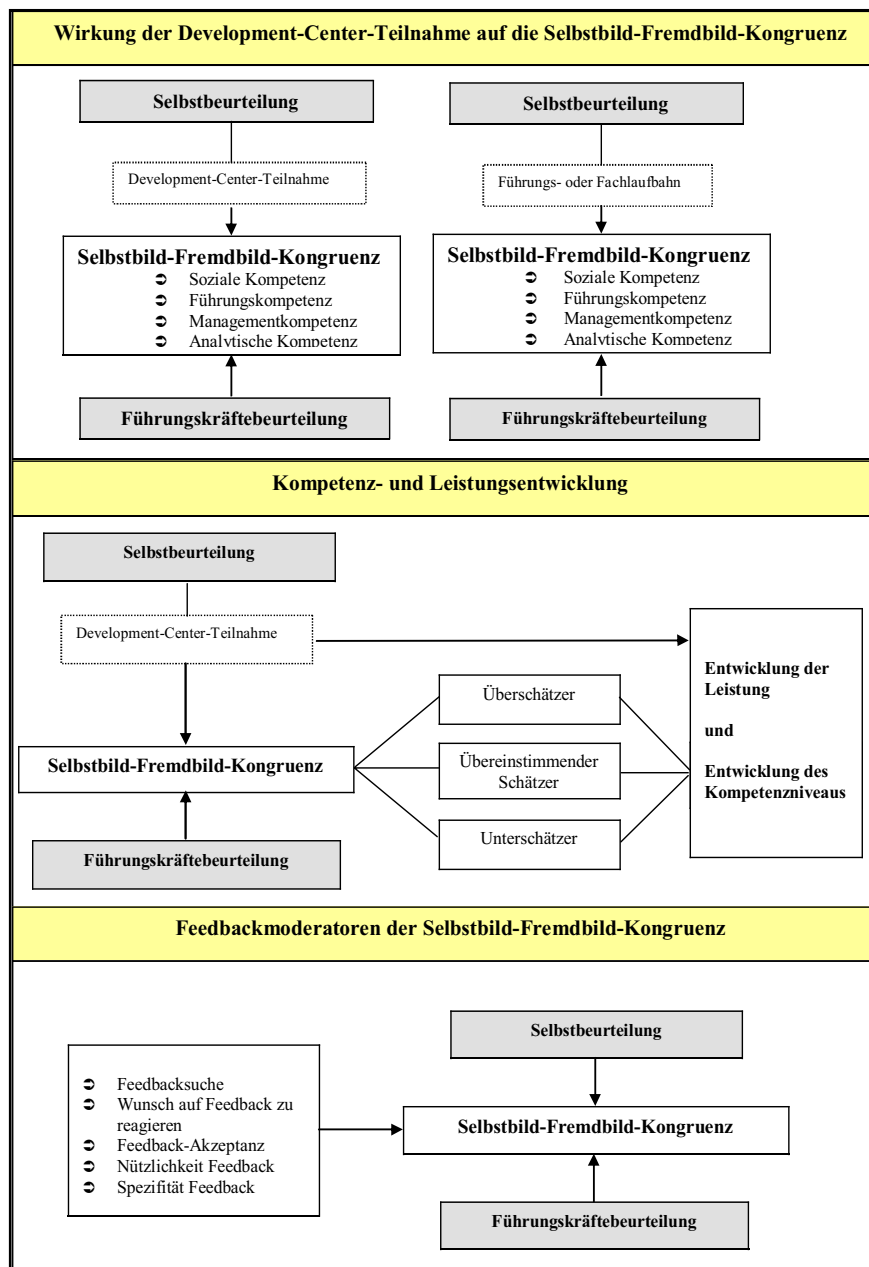 Wirkung der Development-Center-Teilnahme auf die Selbstbild-Fremdbild-Kongruenz
Selbstbeurteilung
Development-Center-Teilnahme
Selbstbild-Fremdbild-Kongruenz
➲ Soziale Kompetenz
➲ Führungskompetenz
➲ Managementkompetenz
➲ Analytische Kompetenz
Führungskräftebeurteilung
Selbstbeurteilung
Führungs- oder Fachlaufbahn
Selbstbild-Fremdbild-Kongruenz
➲ Soziale Kompetenz
➲ Führungskompetenz
➲ Managementkompetenz
➲ Analytische Kompetenz
Führungskräftebeurteilung
Kompetenz- und Leistungsentwicklung
Selbstbeurteilung
Development-Center-Teilnahme
Selbstbild-Fremdbild-Kongruenz
Führungskräftebeurteilung
Überschätzer
Übereinstimmender
Schätzer
Unterschätzer
Entwicklung der
Leistung
und
Entwicklung des
Kompetenzniveaus
Feedbackmoderatoren der Selbstbild-Fremdbild-Kongruenz
➲ Feedbacksuche
➲ Wunsch auf Feedback zu
reagieren
➲ Feedback-Akzeptanz
➲ Nützlichkeit Feedback
➲ Spezifität Feedback
Selbstbeurteilung
Selbstbild-Fremdbild-Kongruenz
Führungskräftebeurteilung